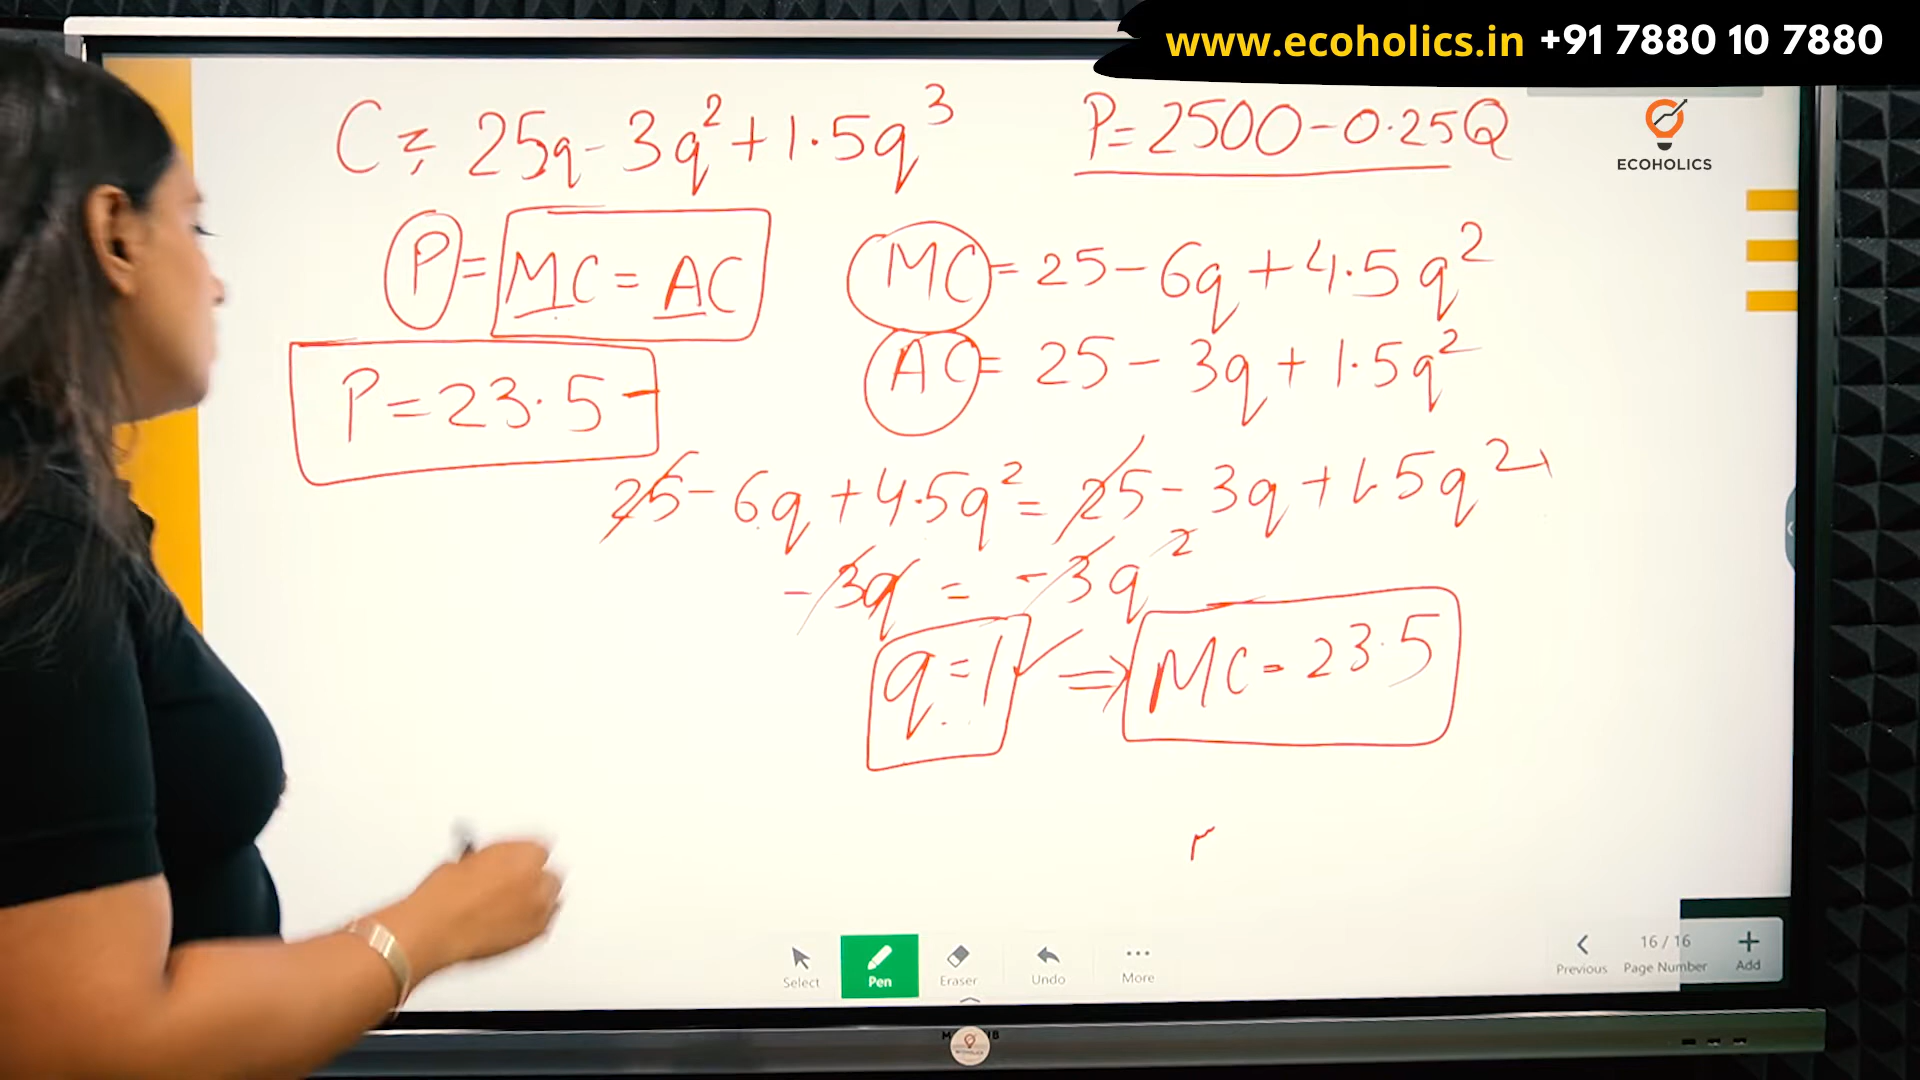 www.ecoholics.in +91 7880 10 7880
C = 25q - 3q² + 1.5q³
P = 2500 - 0.25Q
ECOHOLICS
P = MC = AC
MC = 25 - 6q + 4.5q²
AC = 25 - 3q + 1.5q²
P = 23.5
25 - 6q + 4.5q² = 25 - 3q + 1.5q²
-3q = -3q²
q = 1 ⇒ MC = 23.5
Select
Pen
Eraser
Undo
More
Previous
16 / 16
Page Number
Add